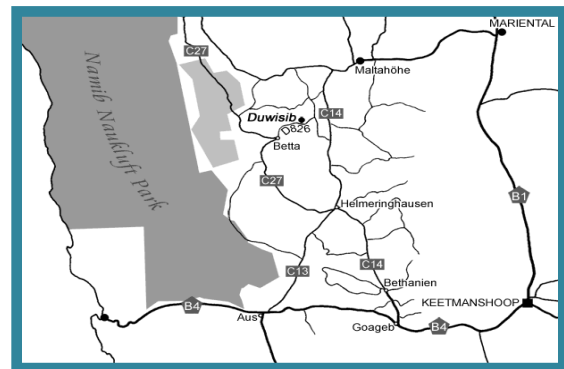 MARIENTAL
C27
Maltahöhe
Namib Naukluft Park
Duwisib
C14
D826
Betta
C27
Helmeringhausen
B1
C13
C14
Bethanien
KEETMANSHOOP
B4
Aus
Goageb
B4